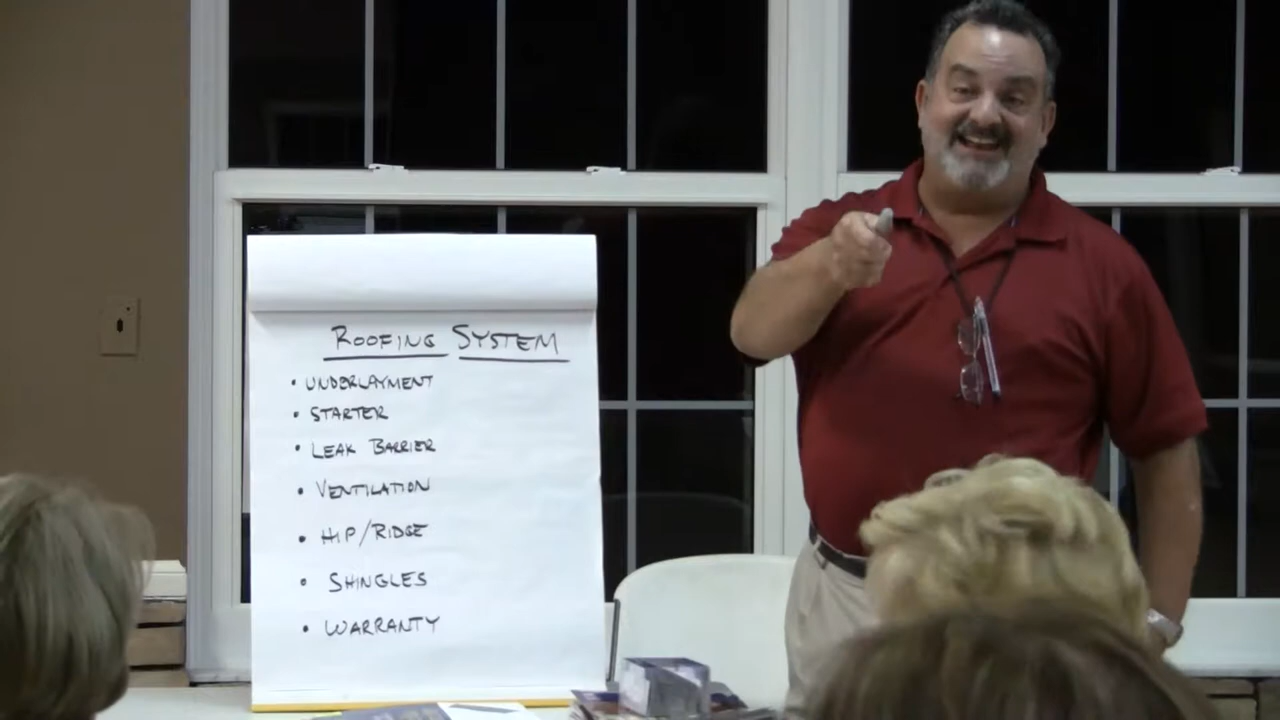 ROOFING SYSTEM
• UNDERLAYMENT
• STARTER
• LEAK BARRIER
• VENTILATION
• HIP/RIDGE
• SHINGLES
• WARRANTY